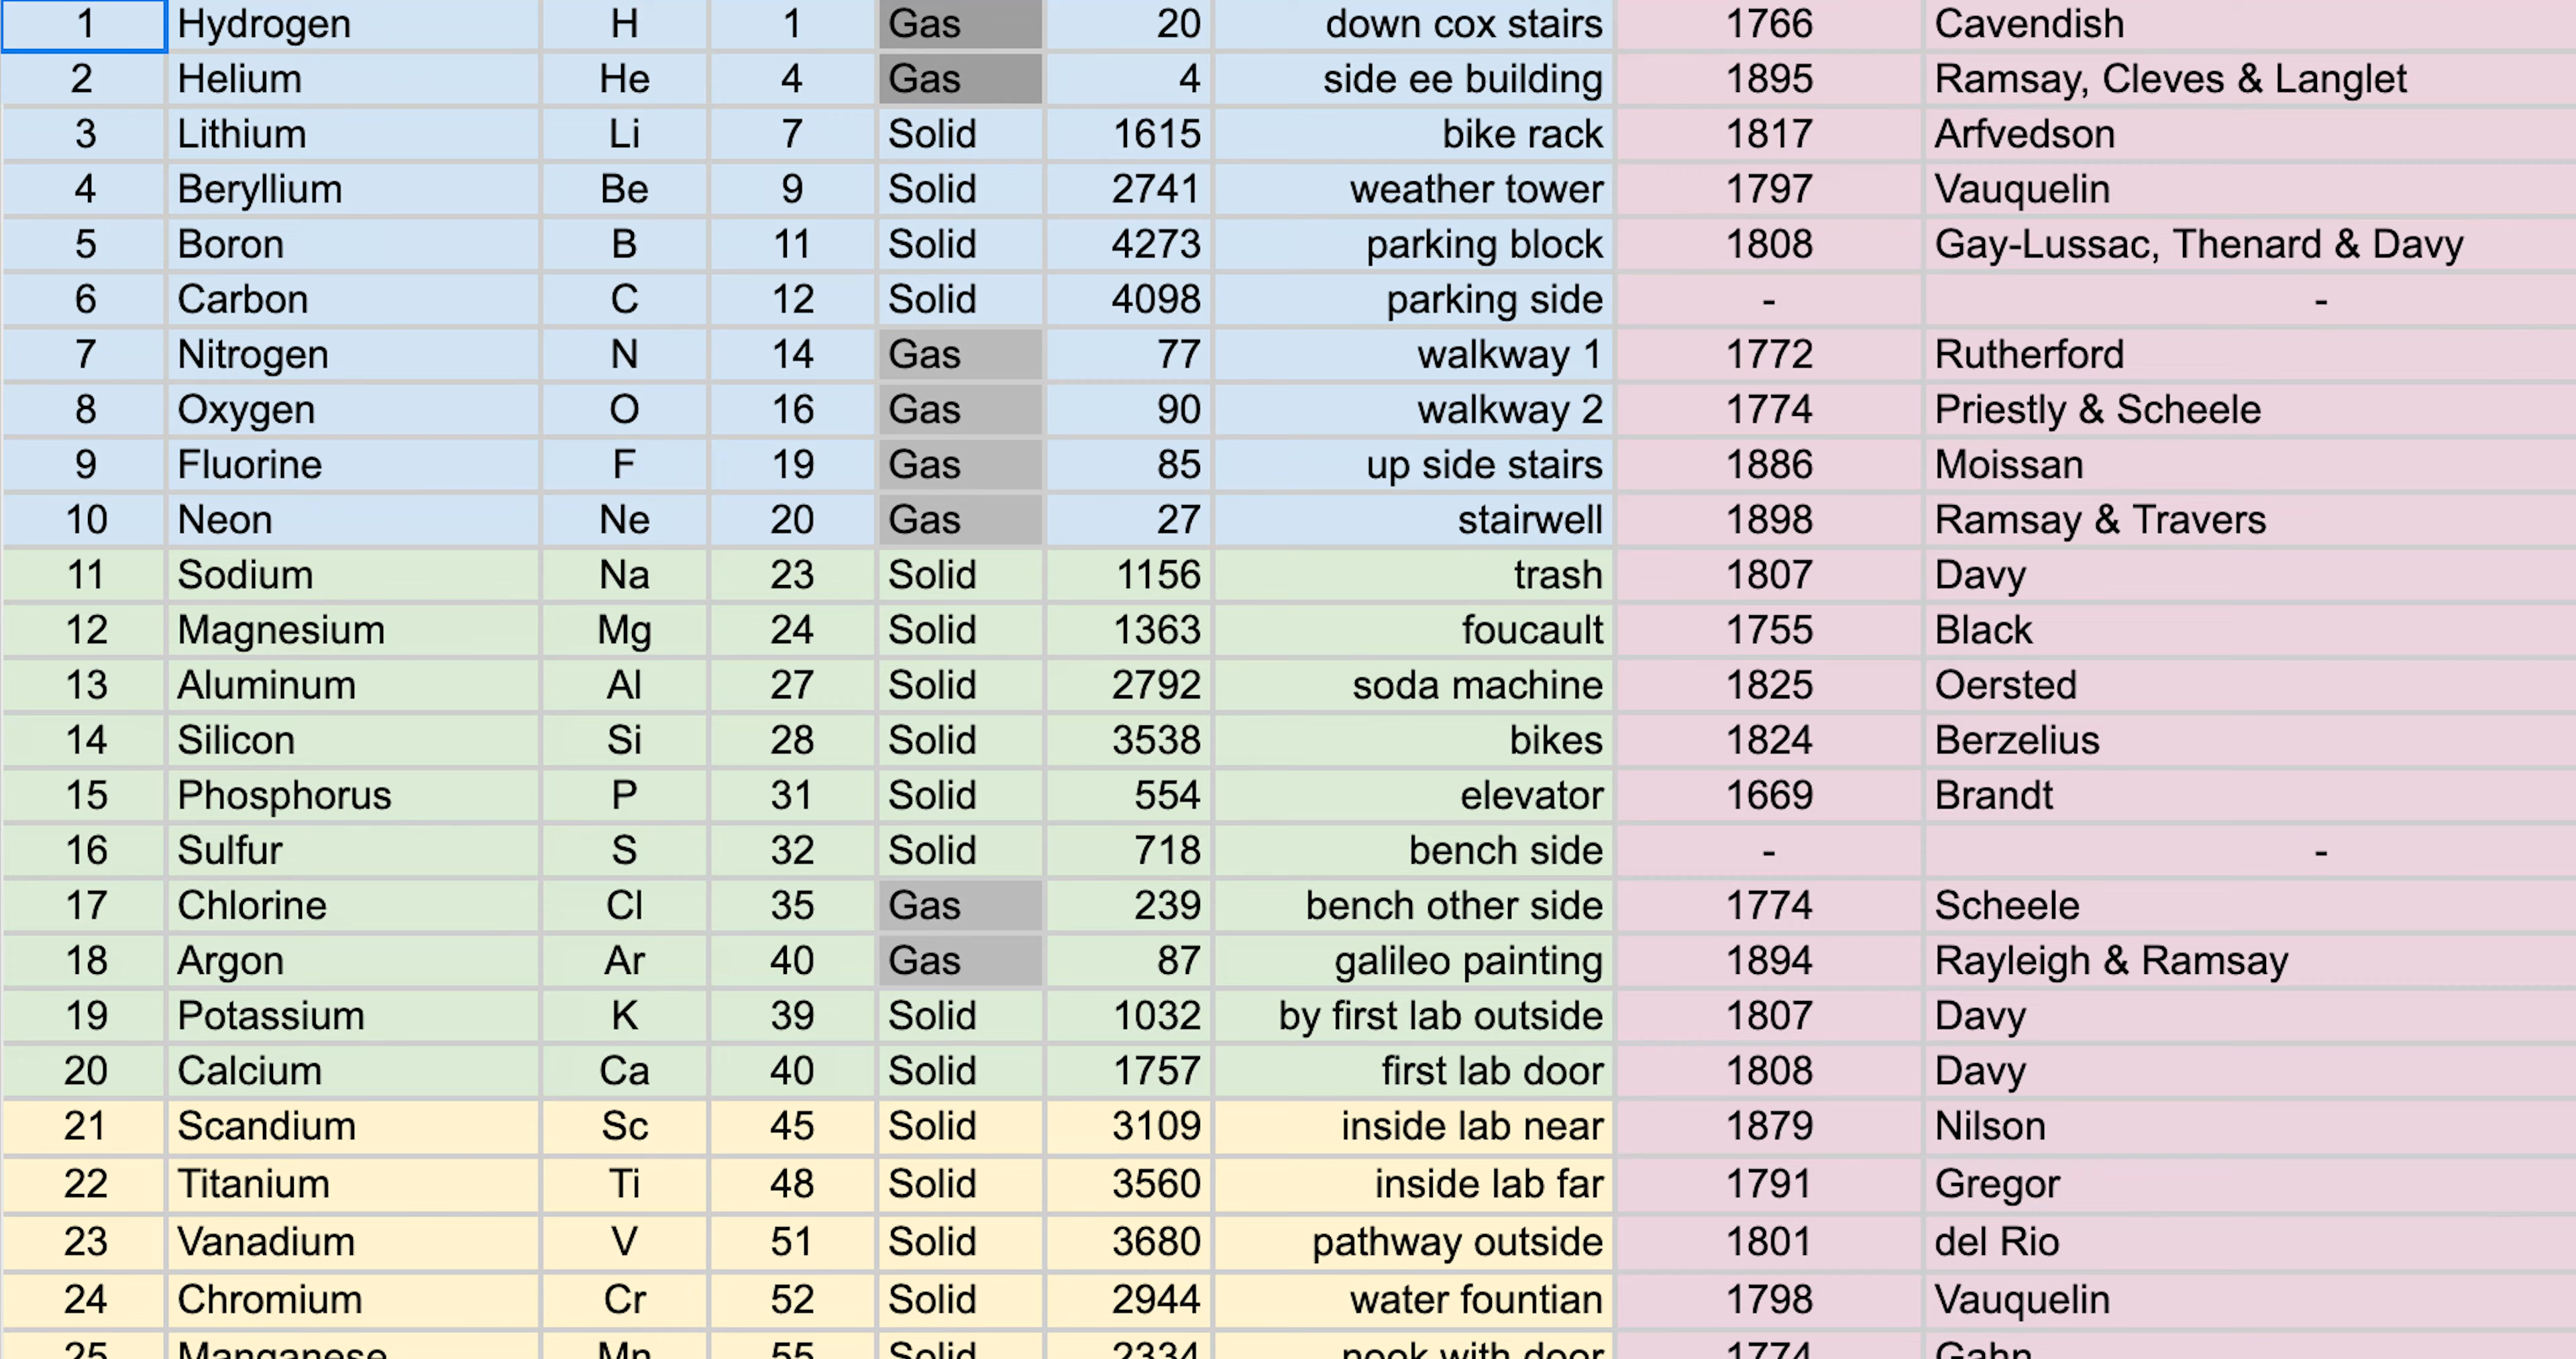 1 Hydrogen H 1 Gas 20 down cox stairs 1766 Cavendish
2 Helium He 4 Gas 4 side ee building 1895 Ramsay, Cleves & Langlet
3 Lithium Li 7 Solid 1615 bike rack 1817 Arfvedson
4 Beryllium Be 9 Solid 2741 weather tower 1797 Vauquelin
5 Boron B 11 Solid 4273 parking block 1808 Gay-Lussac, Thenard & Davy
6 Carbon C 12 Solid 4098 parking side - -
7 Nitrogen N 14 Gas 77 walkway 1 1772 Rutherford
8 Oxygen O 16 Gas 90 walkway 2 1774 Priestly & Scheele
9 Fluorine F 19 Gas 85 up side stairs 1886 Moissan
10 Neon Ne 20 Gas 27 stairwell 1898 Ramsay & Travers
11 Sodium Na 23 Solid 1156 trash 1807 Davy
12 Magnesium Mg 24 Solid 1363 foucault 1755 Black
13 Aluminum Al 27 Solid 2792 soda machine 1825 Oersted
14 Silicon Si 28 Solid 3538 bikes 1824 Berzelius
15 Phosphorus P 31 Solid 554 elevator 1669 Brandt
16 Sulfur S 32 Solid 718 bench side - -
17 Chlorine Cl 35 Gas 239 bench other side 1774 Scheele
18 Argon Ar 40 Gas 87 galileo painting 1894 Rayleigh & Ramsay
19 Potassium K 39 Solid 1032 by first lab outside 1807 Davy
20 Calcium Ca 40 Solid 1757 first lab door 1808 Davy
21 Scandium Sc 45 Solid 3109 inside lab near 1879 Nilson
22 Titanium Ti 48 Solid 3560 inside lab far 1791 Gregor
23 Vanadium V 51 Solid 3680 pathway outside 1801 del Rio
24 Chromium Cr 52 Solid 2944 water fountian 1798 Vauquelin
25 Manganese Mn 55 Solid 2334 nook with door 1774 Gahn